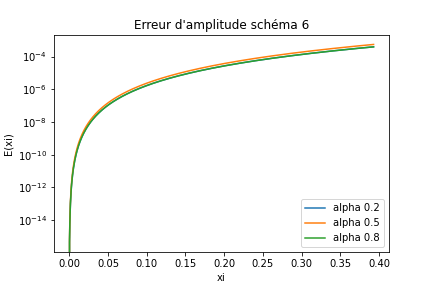 Erreur d'amplitude schéma 6
E(xi)
10⁻⁴
10⁻⁶
10⁻⁸
10⁻¹⁰
10⁻¹²
10⁻¹⁴
alpha 0.2
alpha 0.5
alpha 0.8
0.00 0.05 0.10 0.15 0.20 0.25 0.30 0.35 0.40
xi